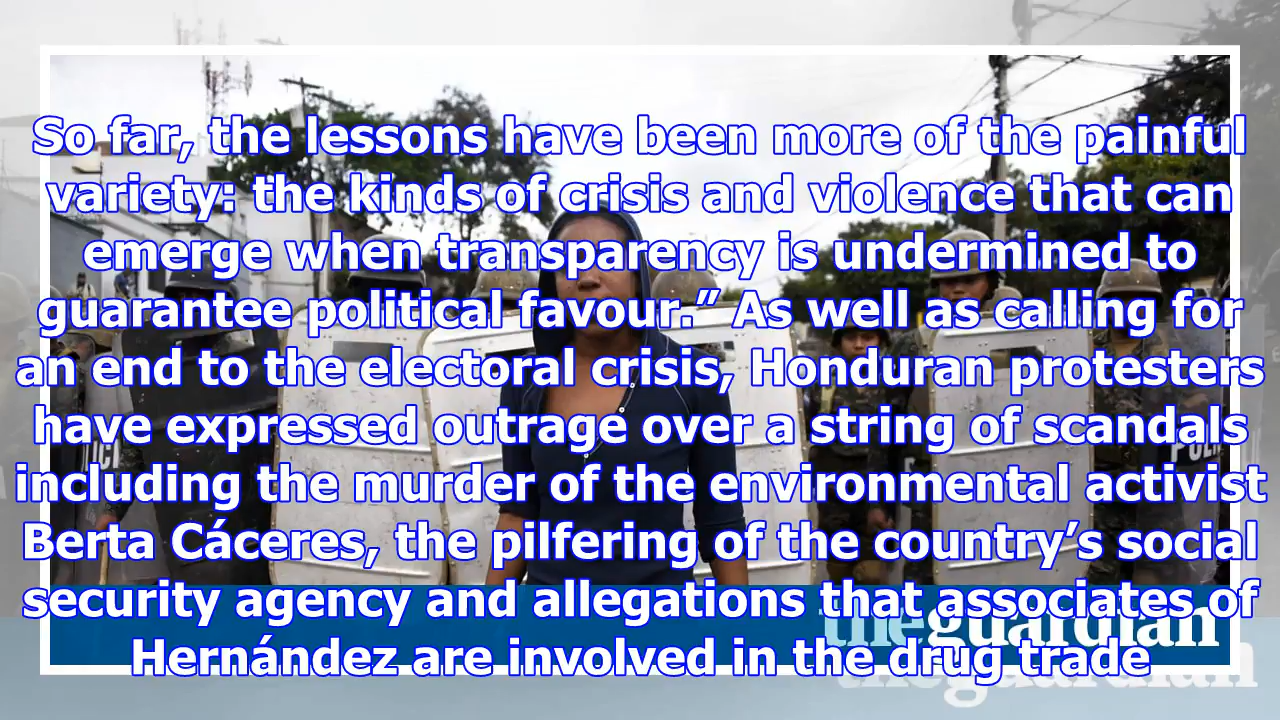 So far, the lessons have been more of the painful
variety: the kinds of crisis and violence that can
emerge when transparency is undermined to
guarantee political favour.” As well as calling for
an end to the electoral crisis, Honduran protesters
have expressed outrage over a string of scandals
including the murder of the environmental activist
Berta Cáceres, the pilfering of the country’s social
security agency and allegations that associates of
Hernández are involved in the drug trade
theguardian
theguardian